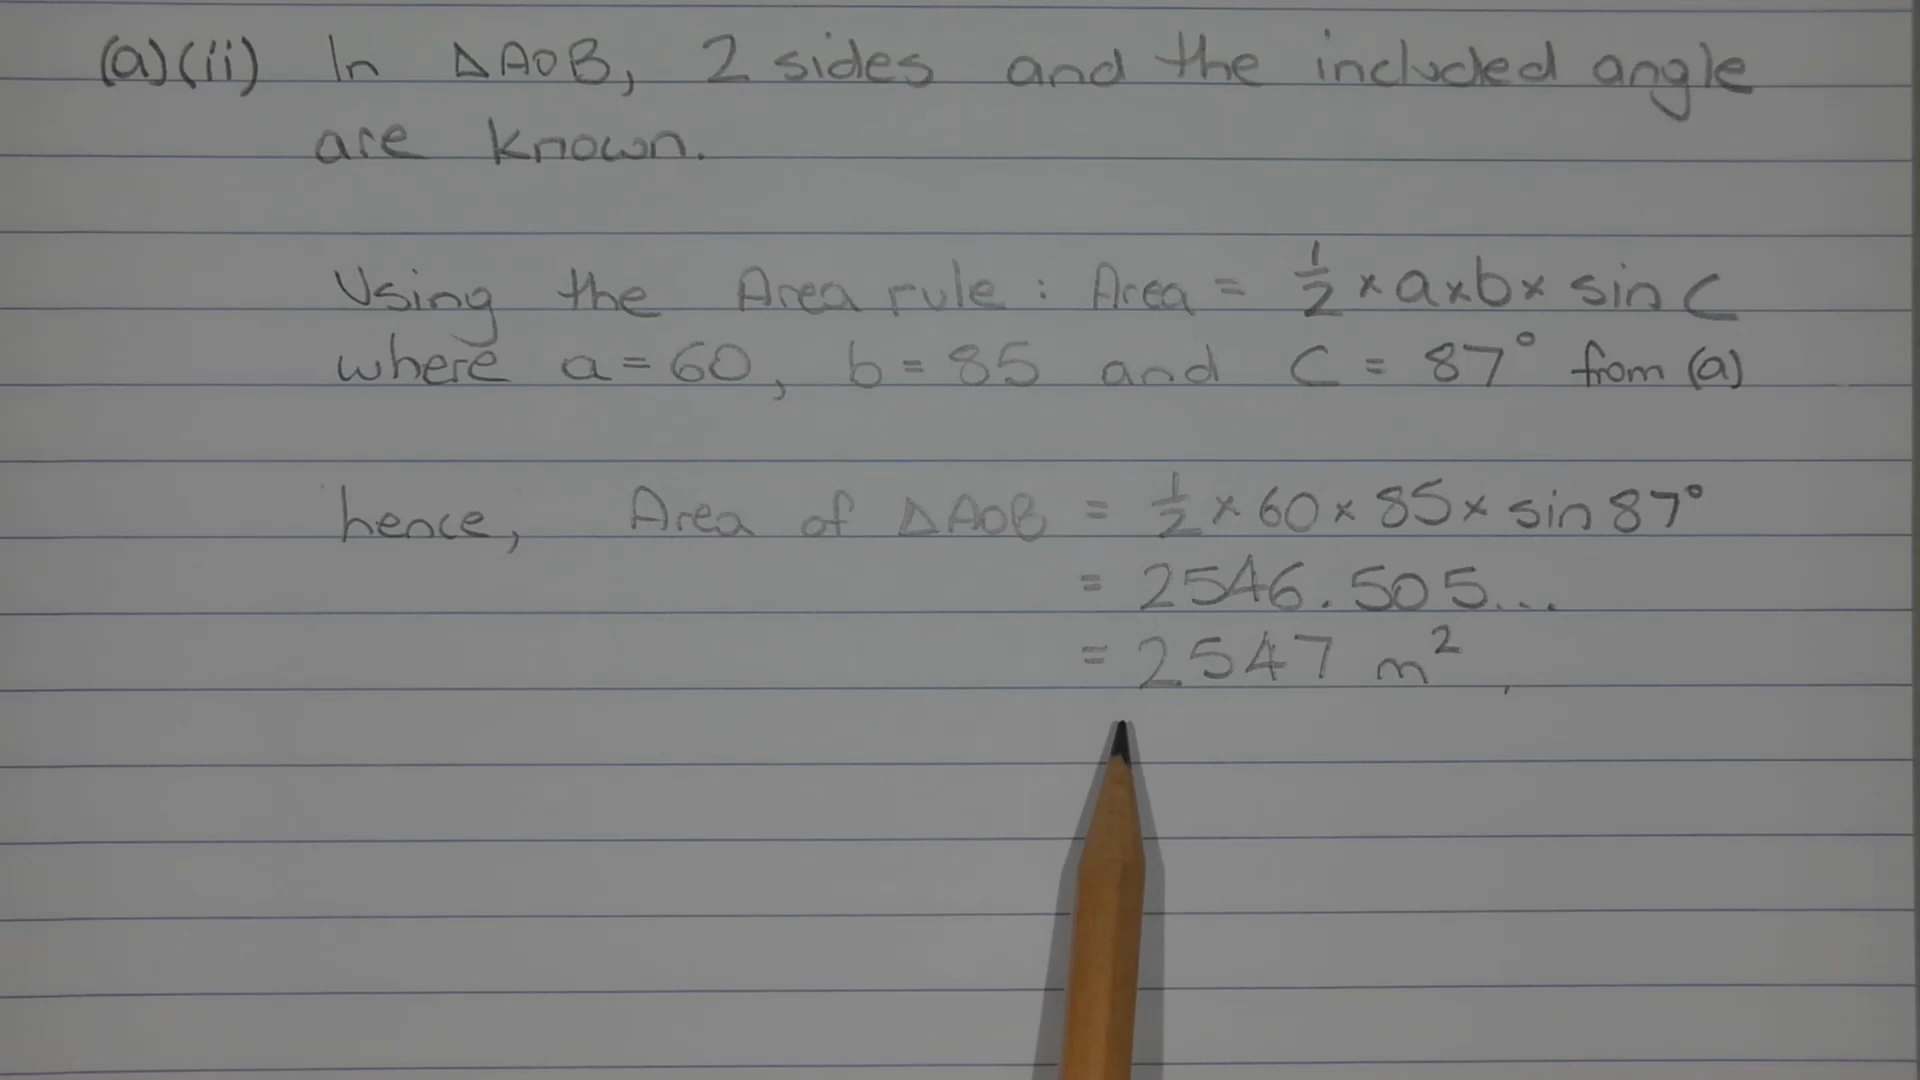 (a)(ii) In △AOB, 2 sides and the included angle
are known.
Using the Area rule : Area = 1/2 × a × b × sin C
where a = 60, b = 85 and C = 87° from (a)
hence, Area of △AOB = 1/2 × 60 × 85 × sin 87°
= 2546.505...
= 2547 m²